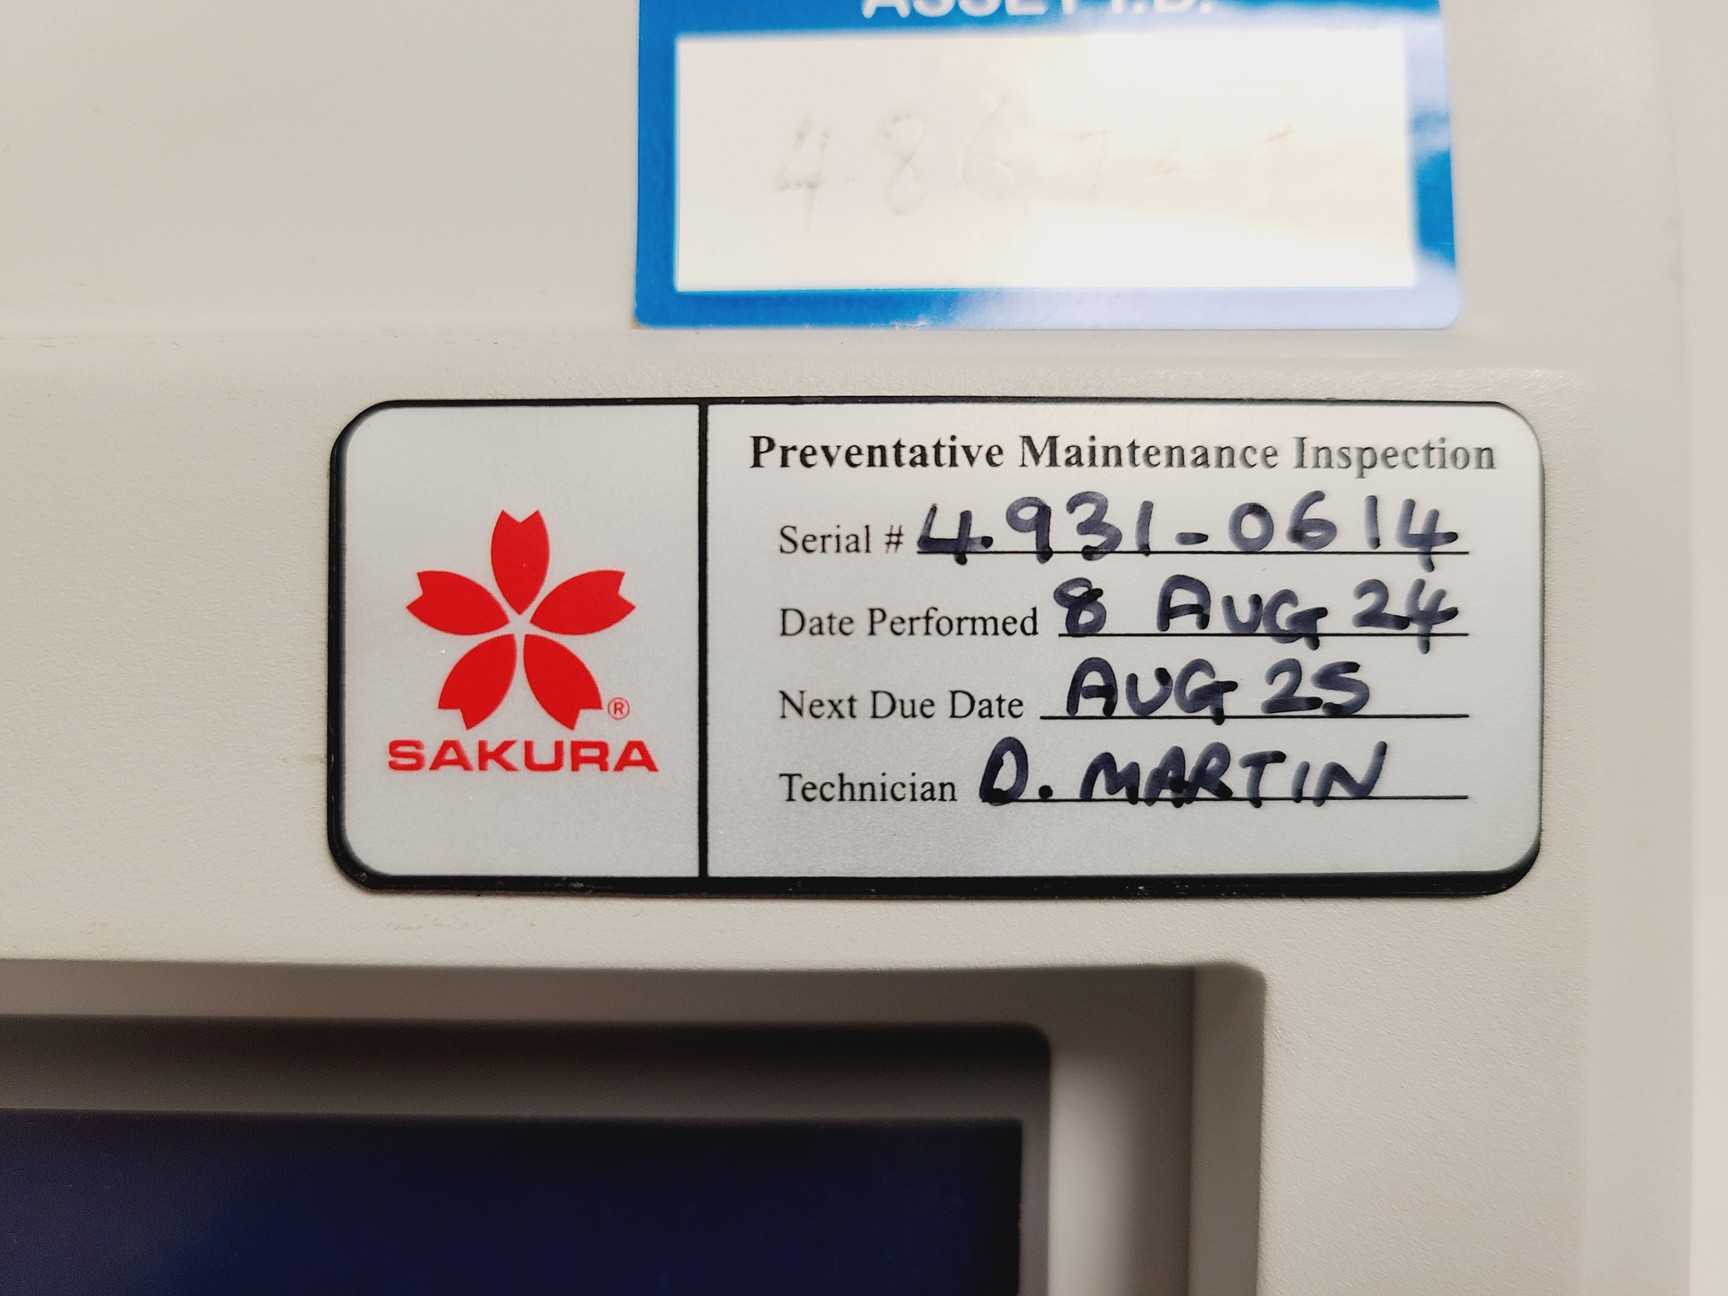 ASSET I.D.
Preventative Maintenance Inspection
Serial # 4931-0614
Date Performed 8 AUG 24
Next Due Date AUG 25
Technician D. MARTIN
®
SAKURA